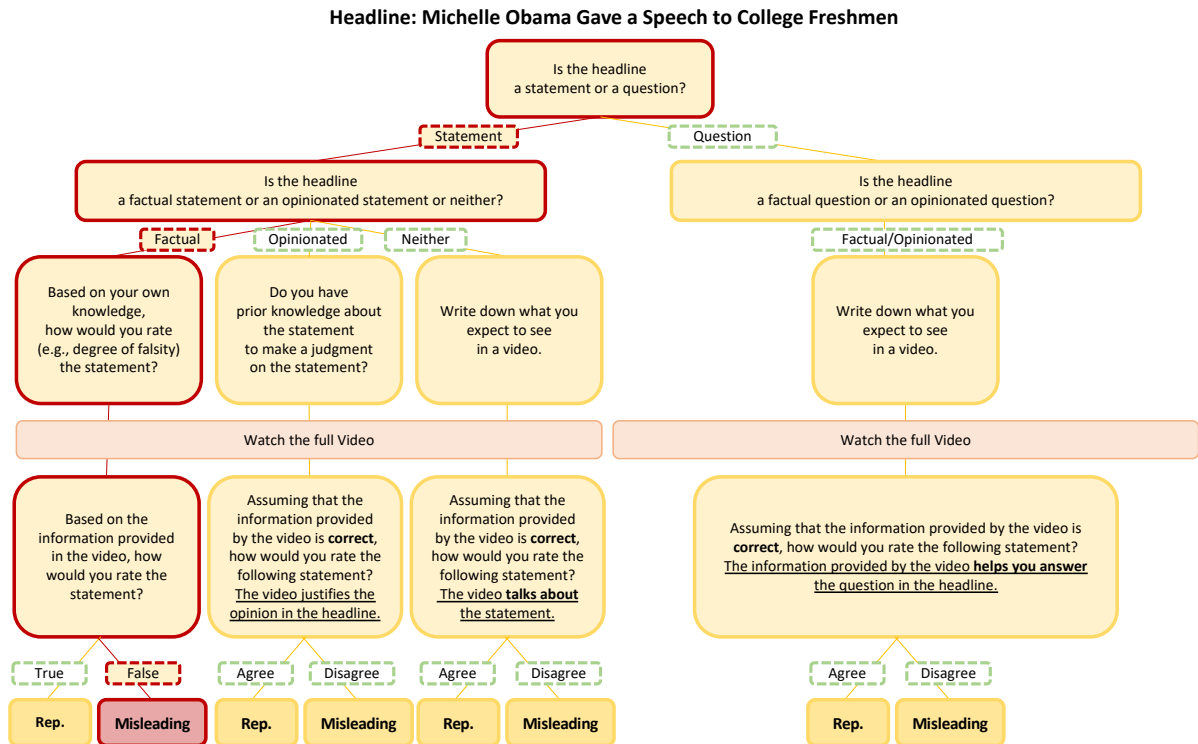 Headline: Michelle Obama Gave a Speech to College Freshmen
Is the headline
a statement or a question?
Statement
Question
Is the headline
a factual statement or an opinionated statement or neither?
Is the headline
a factual question or an opinionated question?
Factual
Opinionated
Neither
Factual/Opinionated
Based on your own
knowledge,
how would you rate
(e.g., degree of falsity)
the statement?
Do you have
prior knowledge about
the statement
to make a judgment
on the statement?
Write down what you
expect to see
in a video.
Write down what you
expect to see
in a video.
Watch the full Video
Watch the full Video
Based on the
information provided
in the video, how
would you rate the
statement?
Assuming that the
information provided
by the video is correct,
how would you rate the
following statement?
The video justifies the
opinion in the headline.
Assuming that the
information provided
by the video is correct,
how would you rate the
following statement?
The video talks about
the statement.
Assuming that the information provided by the video is
correct, how would you rate the following statement?
The information provided by the video helps you answer
the question in the headline.
True
False
Agree
Disagree
Agree
Disagree
Agree
Disagree
Rep.
Misleading
Rep.
Misleading
Rep.
Misleading
Rep.
Misleading